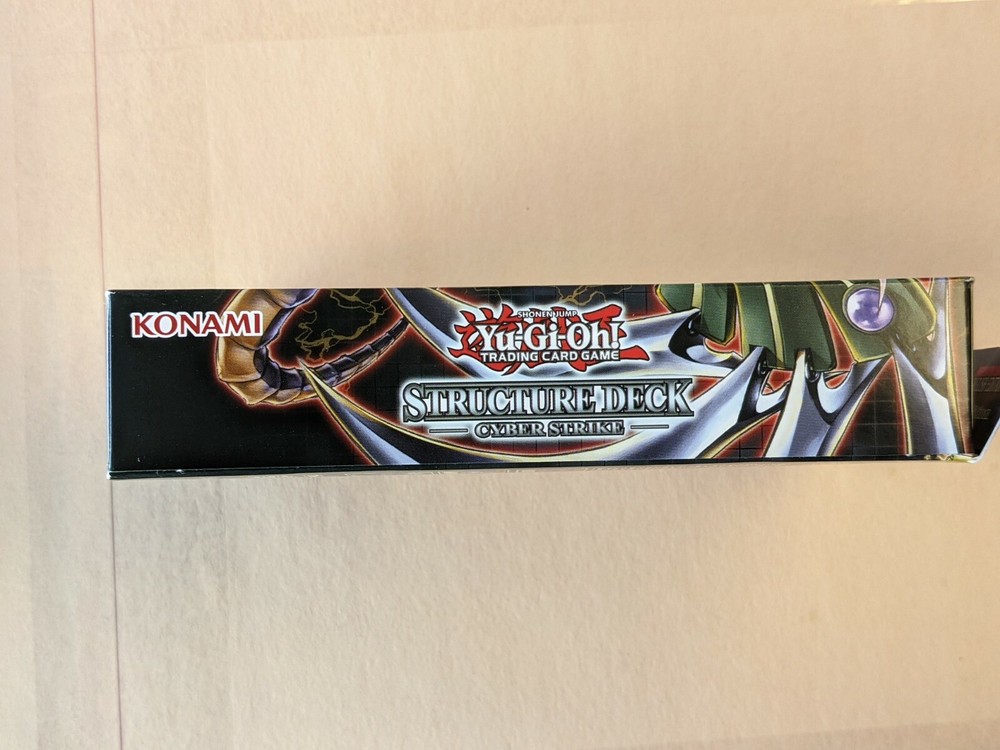 KONAMI
SHONEN JUMP
Yu-Gi-Oh!
TRADING CARD GAME
STRUCTURE DECK
CYBER STRIKE